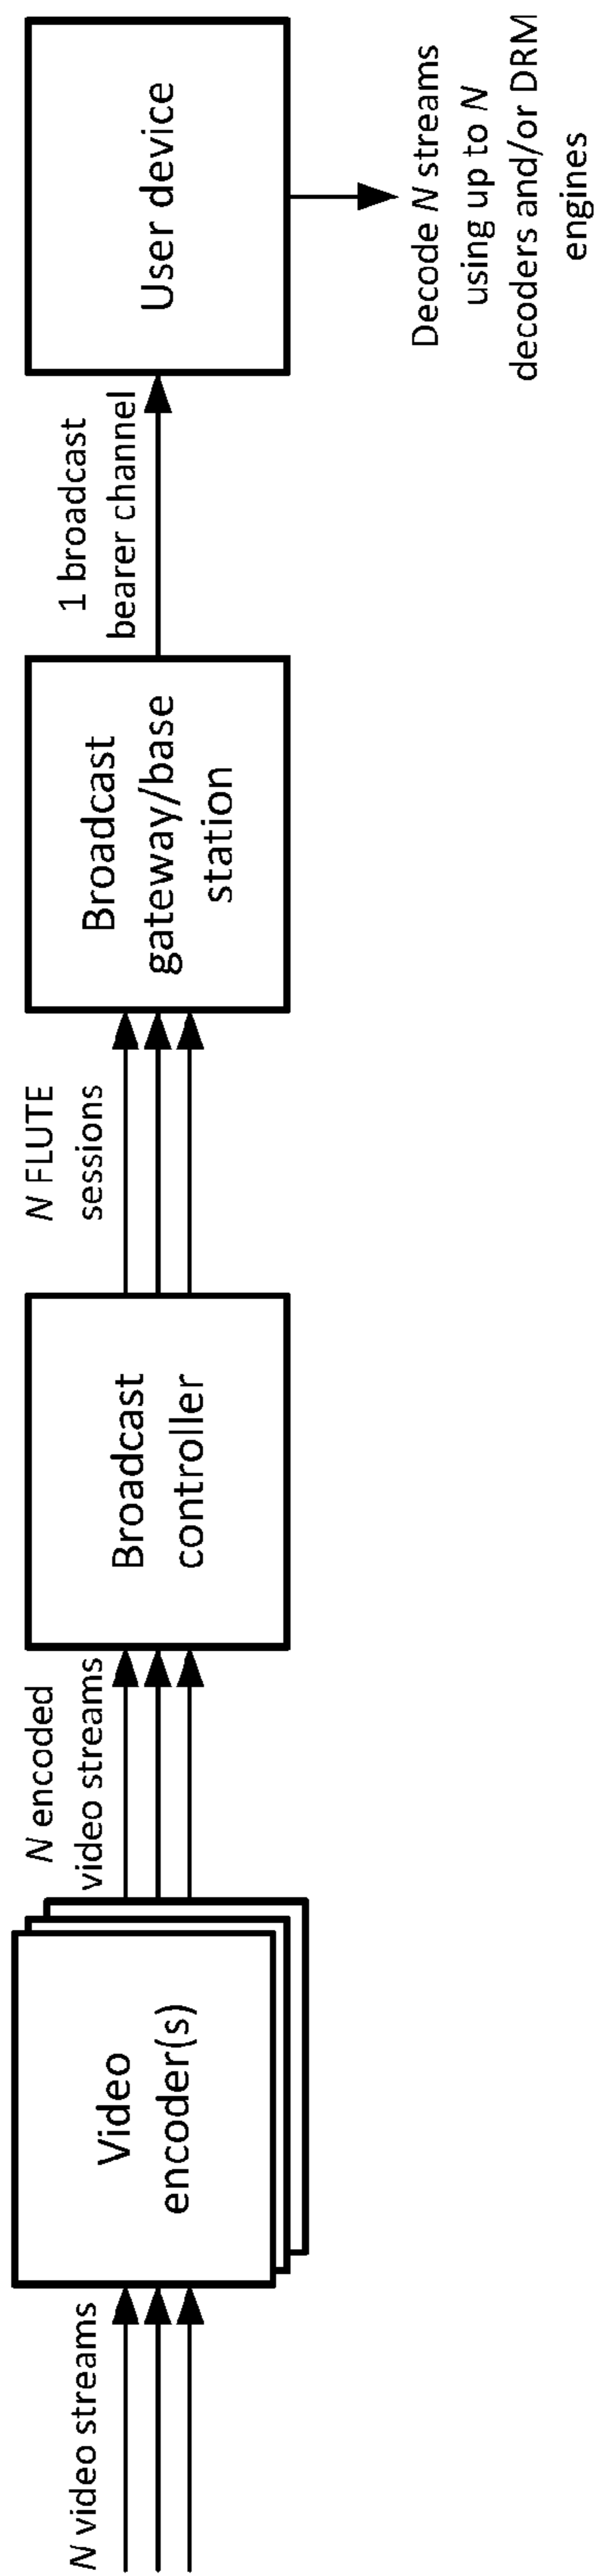 N video streams
Video
encoder(s)
N encoded
video streams
Broadcast
controller
N FLUTE
sessions
Broadcast
gateway/base
station
1 broadcast
bearer channel
User device
Decode N streams
using up to N
decoders and/or DRM
engines